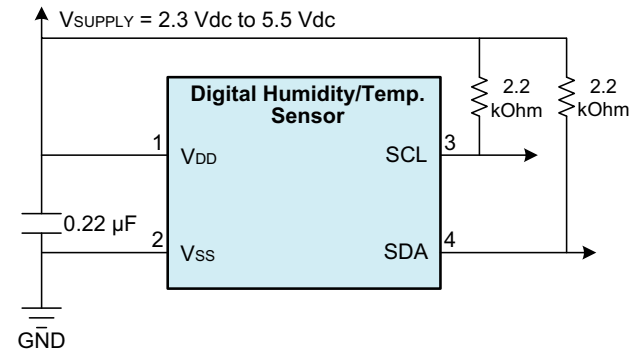 VSUPPLY = 2.3 Vdc to 5.5 Vdc
2.2
kOhm
2.2
kOhm
Digital Humidity/Temp.
Sensor
1
VDD
SCL
3
0.22 µF
2
VSS
SDA
4
GND